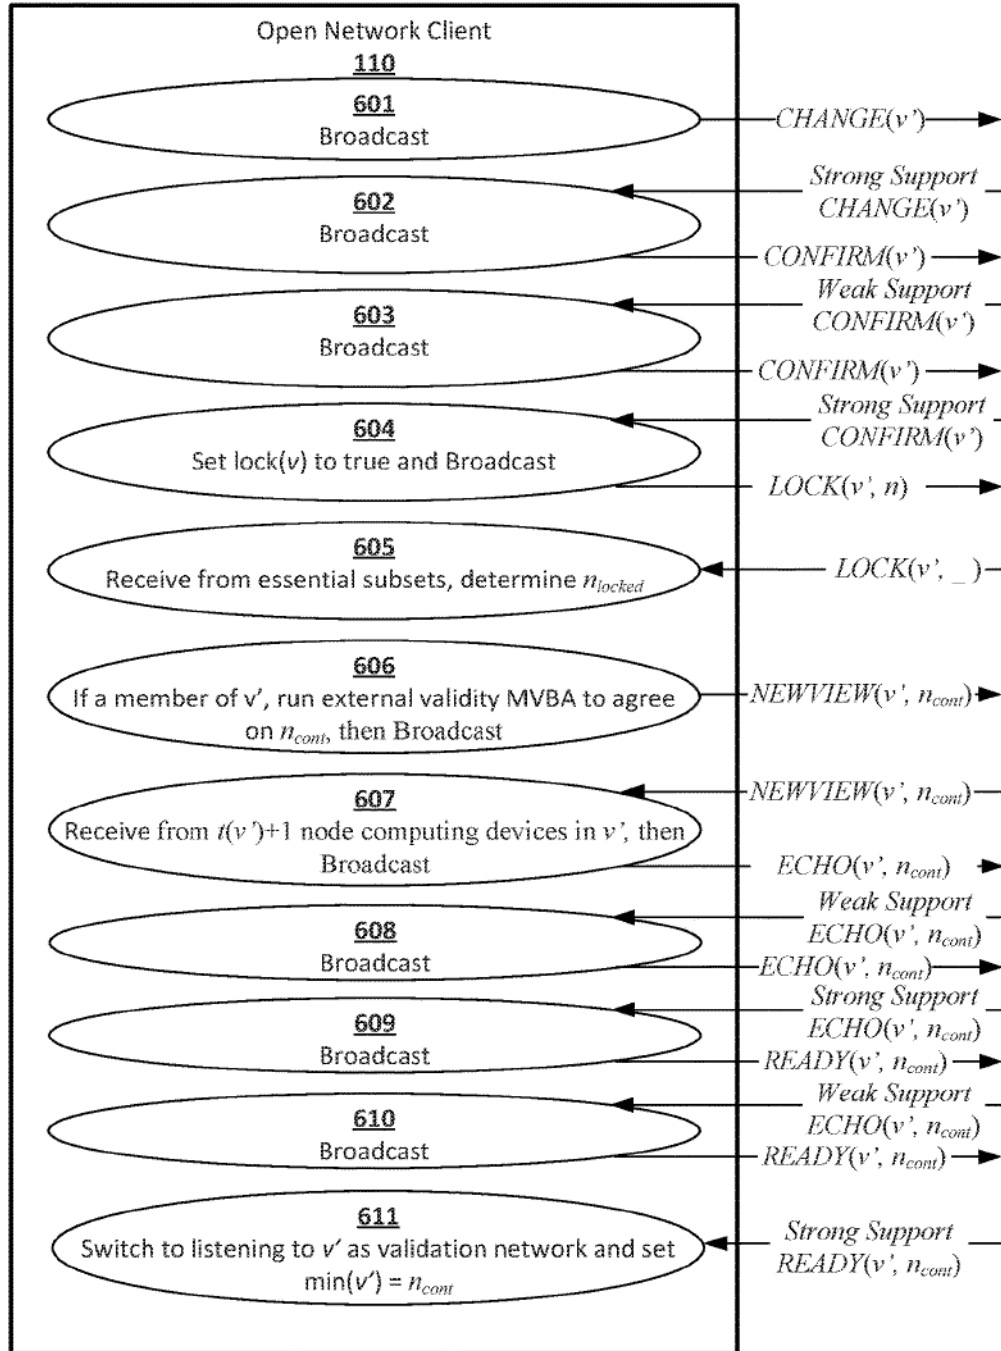 Open Network Client
110
601
Broadcast
CHANGE(v’)
Strong Support
CHANGE(v’)
602
Broadcast
CONFIRM(v’)
Weak Support
CONFIRM(v’)
603
Broadcast
CONFIRM(v’)
Strong Support
CONFIRM(v’)
604
Set lock(v) to true and Broadcast
LOCK(v’, n)
605
Receive from essential subsets, determine n_locked
LOCK(v’, _ )
606
If a member of v’, run external validity MVBA to agree
on n_cont, then Broadcast
NEWVIEW(v’, n_cont)
NEWVIEW(v’, n_cont)
607
Receive from t(v’)+1 node computing devices in v’, then
Broadcast
ECHO(v’, n_cont)
Weak Support
ECHO(v’, n_cont)
608
Broadcast
ECHO(v’, n_cont)
Strong Support
ECHO(v’, n_cont)
609
Broadcast
READY(v’, n_cont)
Weak Support
ECHO(v’, n_cont)
610
Broadcast
READY(v’, n_cont)
611
Switch to listening to v’ as validation network and set
min(v’) = n_cont
Strong Support
READY(v’, n_cont)